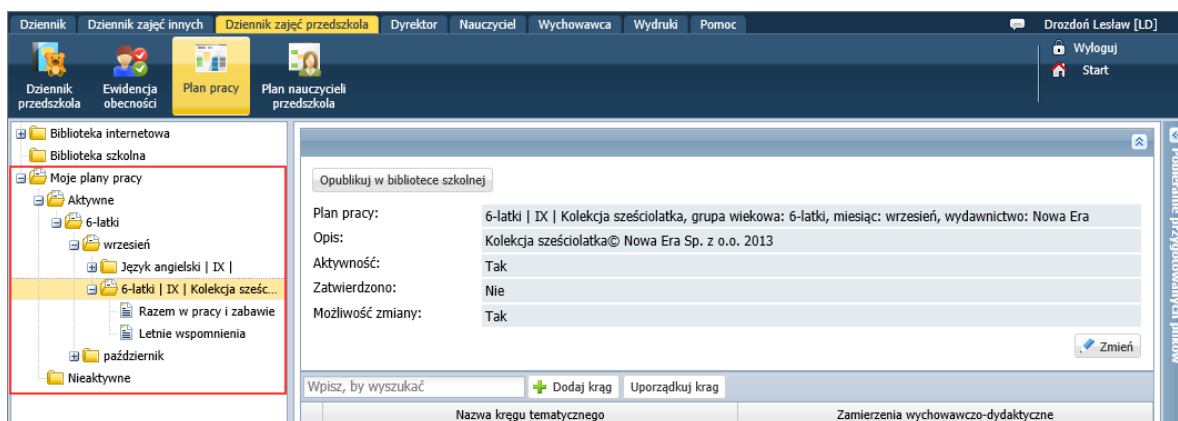 Dziennik Dziennik zajęć innych Dziennik zajęć przedszkola Dyrektor Nauczyciel Wychowawca Wydruki Pomoc Drozdoń Lesław [LD]
Wyloguj
Start
Dziennik przedszkola
Ewidencja obecności
Plan pracy
Plan nauczycieli przedszkola
Biblioteka internetowa
Biblioteka szkolna
Moje plany pracy
Aktywne
6-latki
wrzesień
Język angielski | IX |
6-latki | IX | Kolekcja sześc...
Razem w pracy i zabawie
Letnie wspomnienia
październik
Nieaktywne
Opublikuj w bibliotece szkolnej
Plan pracy: 6-latki | IX | Kolekcja sześciolatka, grupa wiekowa: 6-latki, miesiąc: wrzesień, wydawnictwo: Nowa Era
Opis: Kolekcja sześciolatka© Nowa Era Sp. z o.o. 2013
Aktywność: Tak
Zatwierdzono: Nie
Możliwość zmiany: Tak
Zmień
Wpisz, by wyszukać Dodaj krąg Uporządkuj krag
Nazwa kręgu tematycznego Zamierzenia wychowawczo-dydaktyczne
Pobieranie przygotowanych plików